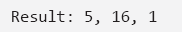 Result: 5, 16, 1